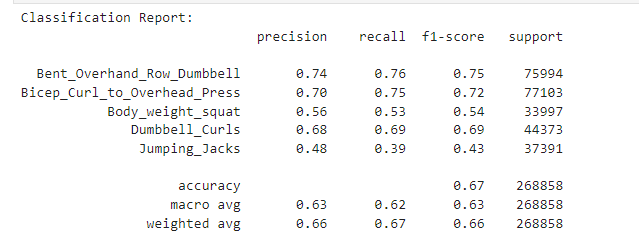 Classification Report:
precision recall f1-score support
Bent_Overhand_Row_Dumbbell 0.74 0.76 0.75 75994
Bicep_Curl_to_Overhead_Press 0.70 0.75 0.72 77103
Body_weight_squat 0.56 0.53 0.54 33997
Dumbbell_Curls 0.68 0.69 0.69 44373
Jumping_Jacks 0.48 0.39 0.43 37391
accuracy 0.67 268858
macro avg 0.63 0.62 0.63 268858
weighted avg 0.66 0.67 0.66 268858